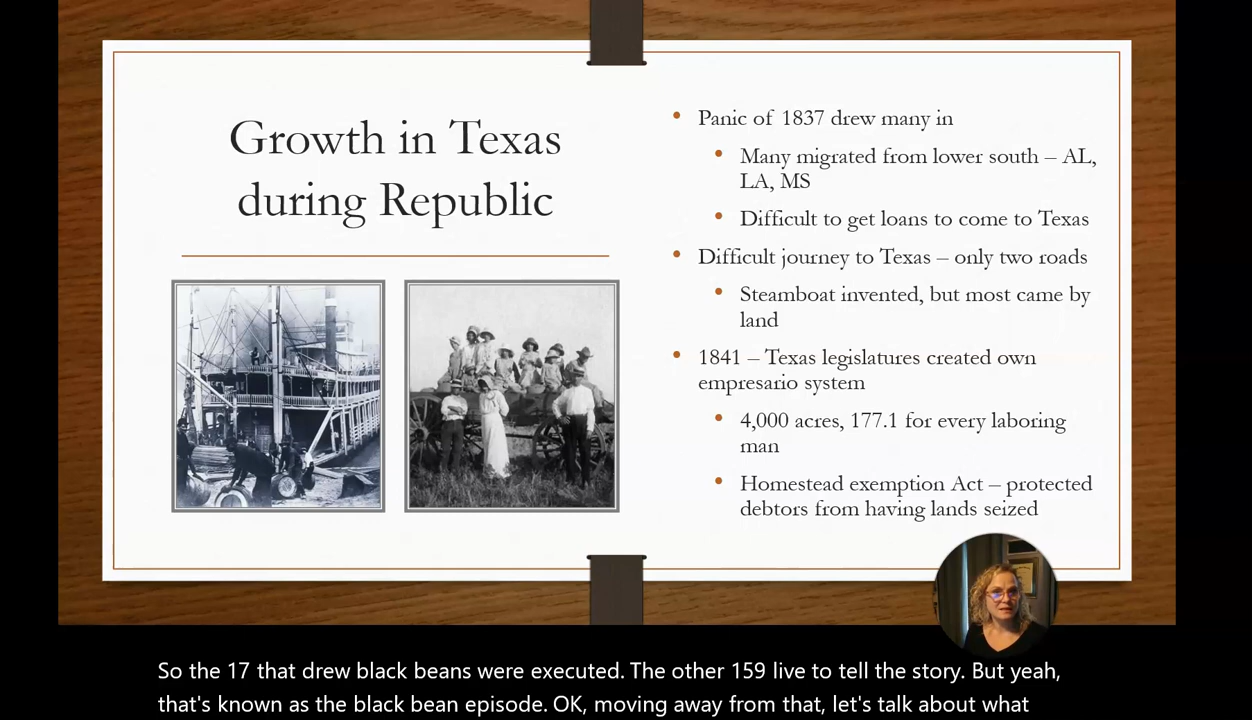 Growth in Texas
during Republic
• Panic of 1837 drew many in
• Many migrated from lower south – AL,
LA, MS
• Difficult to get loans to come to Texas
• Difficult journey to Texas – only two roads
• Steamboat invented, but most came by
land
• 1841 – Texas legislatures created own
empresario system
• 4,000 acres, 177.1 for every laboring
man
• Homestead exemption Act – protected
debtors from having lands seized
So the 17 that drew black beans were executed. The other 159 live to tell the story. But yeah,
that's known as the black bean episode. OK, moving away from that, let's talk about what